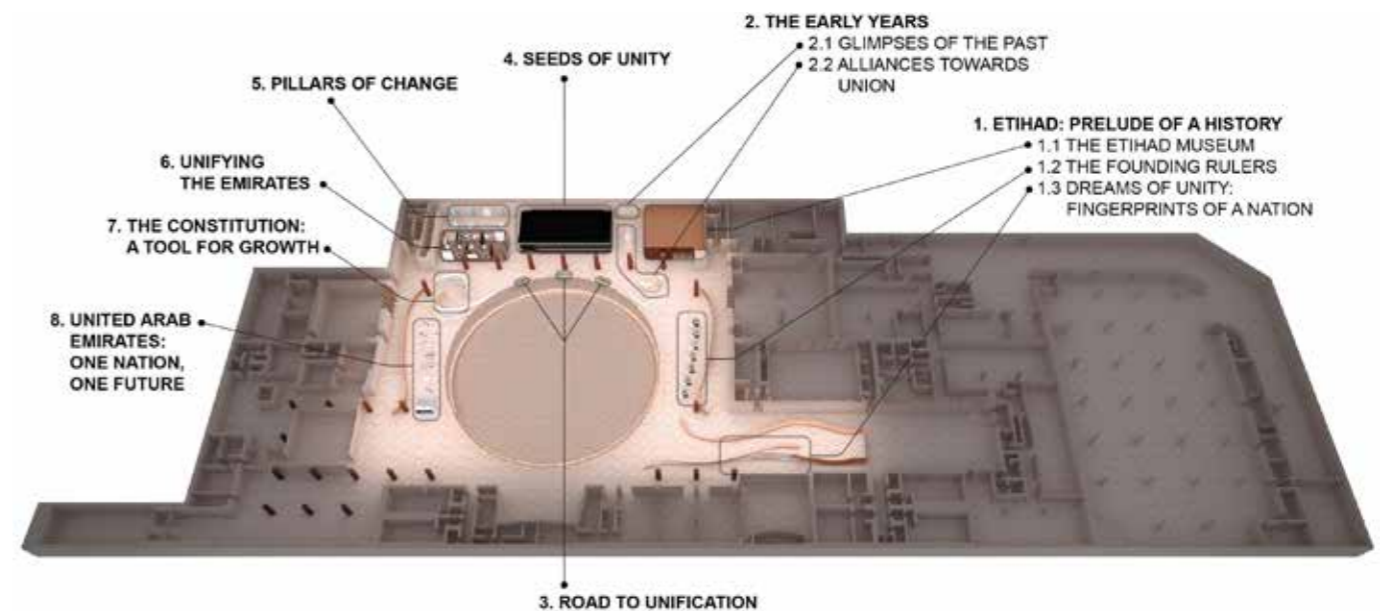 2. THE EARLY YEARS
2.1 GLIMPSES OF THE PAST
2.2 ALLIANCES TOWARDS
UNION
4. SEEDS OF UNITY
5. PILLARS OF CHANGE
1. ETIHAD: PRELUDE OF A HISTORY
1.1 THE ETIHAD MUSEUM
1.2 THE FOUNDING RULERS
1.3 DREAMS OF UNITY:
FINGERPRINTS OF A NATION
6. UNIFYING
THE EMIRATES
7. THE CONSTITUTION:
A TOOL FOR GROWTH
8. UNITED ARAB
EMIRATES:
ONE NATION,
ONE FUTURE
3. ROAD TO UNIFICATION